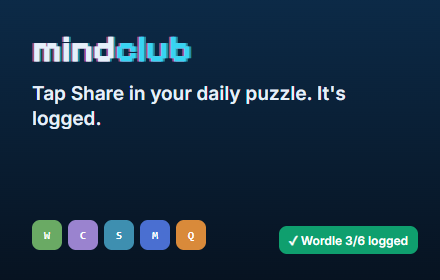 mindclub
Tap Share in your daily puzzle. It's
logged.
W C S M Q
✓ Wordle 3/6 logged